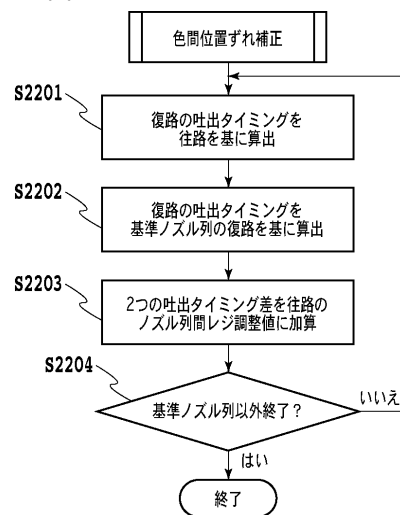 色間位置ずれ補正
S2201
復路の吐出タイミングを
往路を基に算出
S2202
復路の吐出タイミングを
基準ノズル列の復路を基に算出
S2203
2つの吐出タイミング差を往路の
ノズル列間レジ調整値に加算
S2204
基準ノズル列以外終了？
いいえ
はい
終了